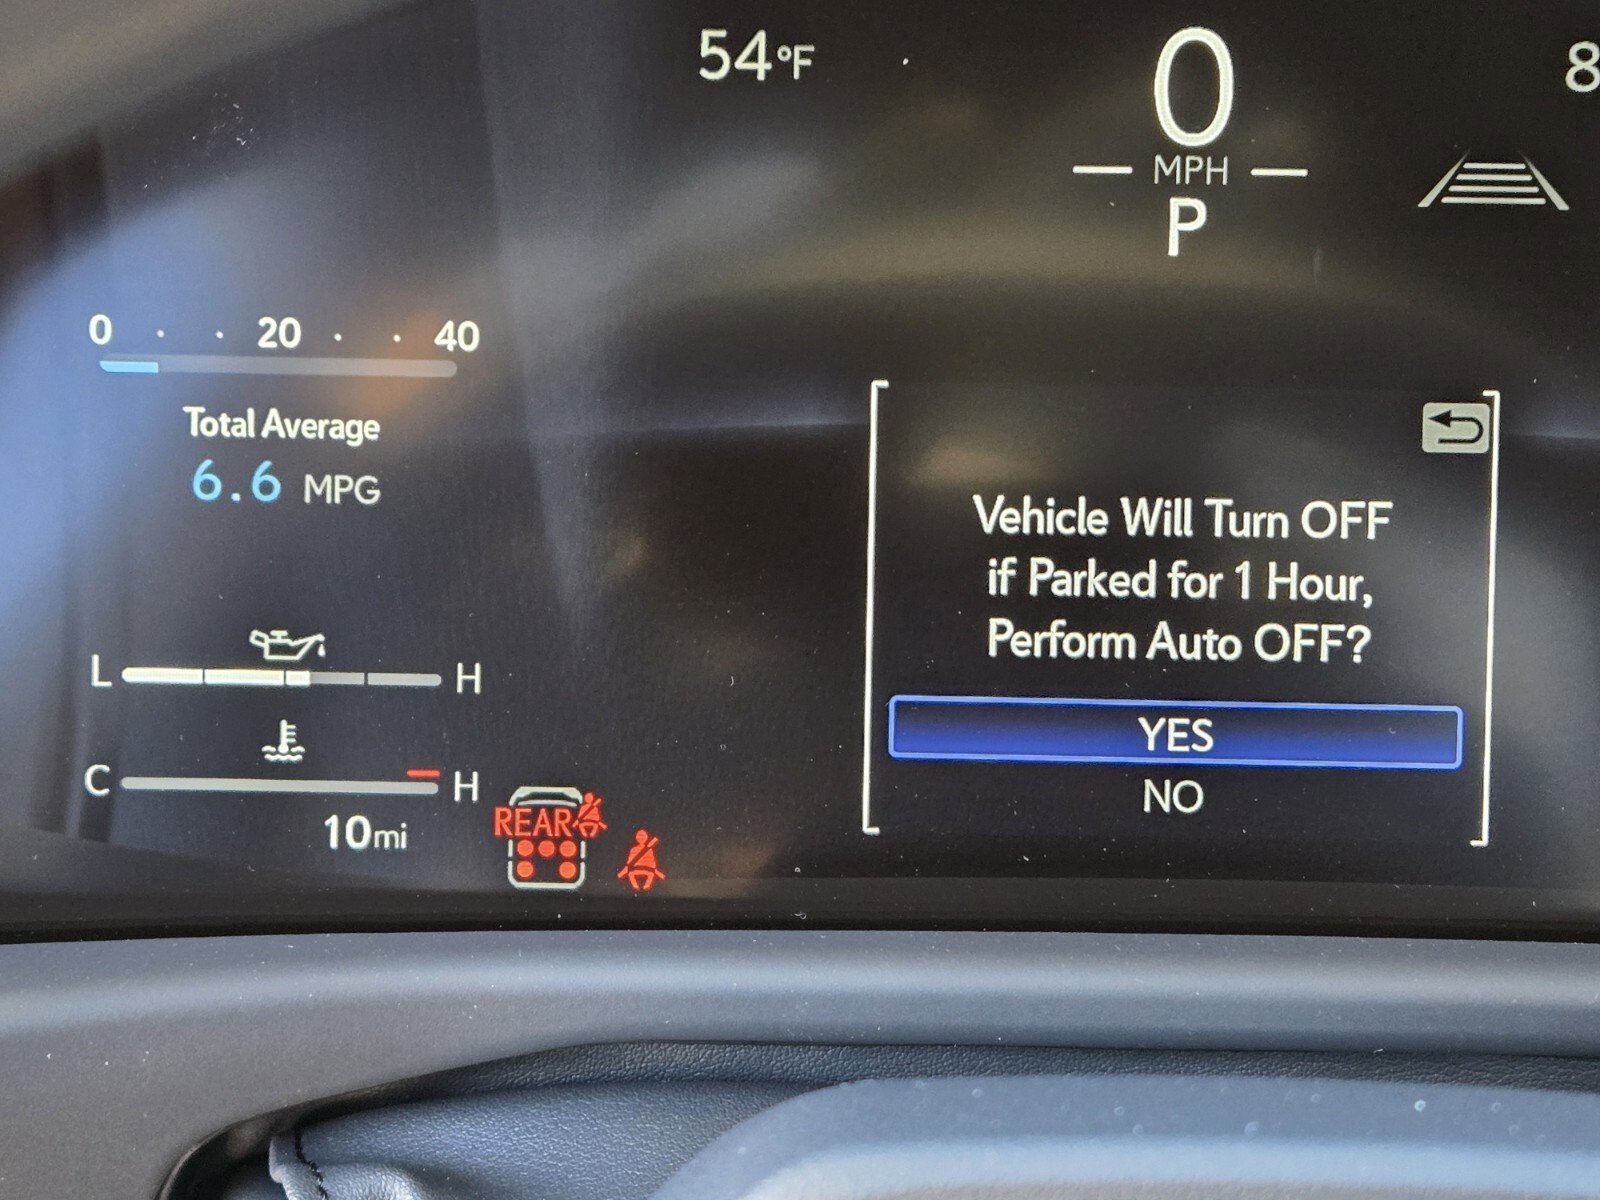 54°F
0
MPH
P
8
0 20 40
Total Average
6.6 MPG
L H
C H
10mi
REAR
Vehicle Will Turn OFF
if Parked for 1 Hour,
Perform Auto OFF?
YES
NO